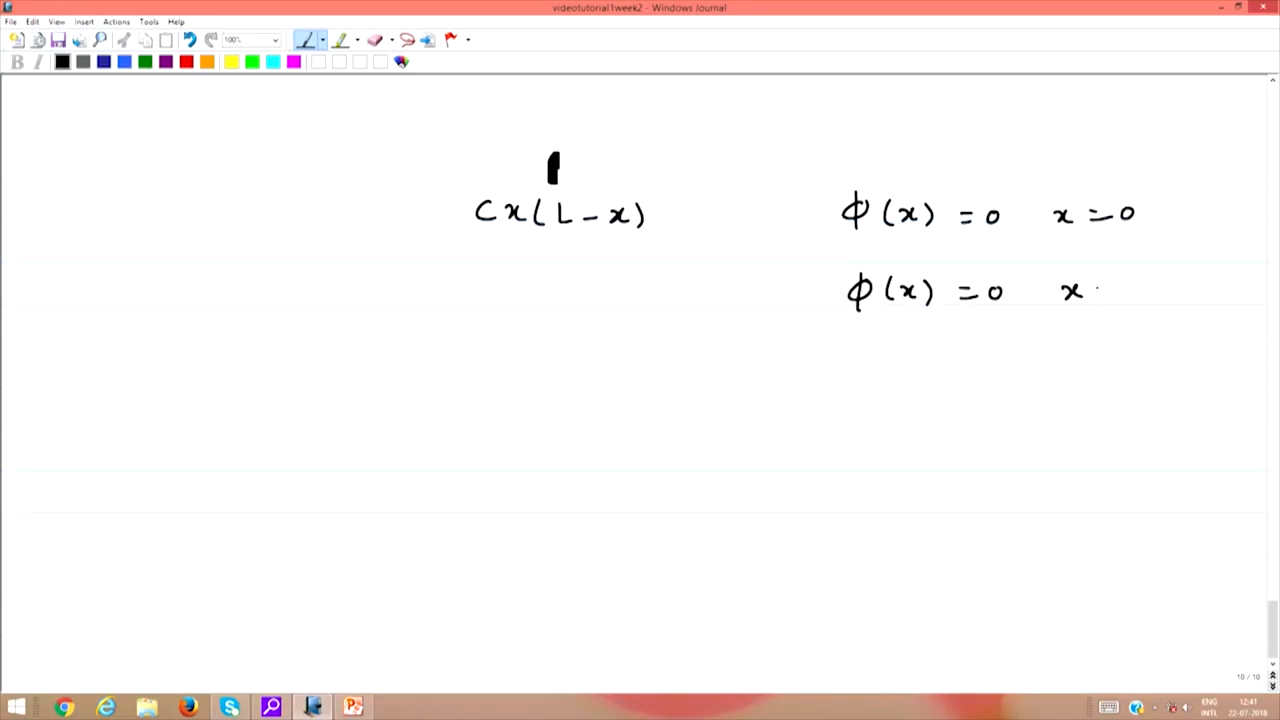 videotutorial1week2 - Windows Journal
File Edit View Insert Actions Tools Help
100%
B I
C x ( L - x )
ϕ (x) = 0 x = 0
ϕ (x) = 0 x
10 / 10
ENG 12:41
INTL 22-07-2018